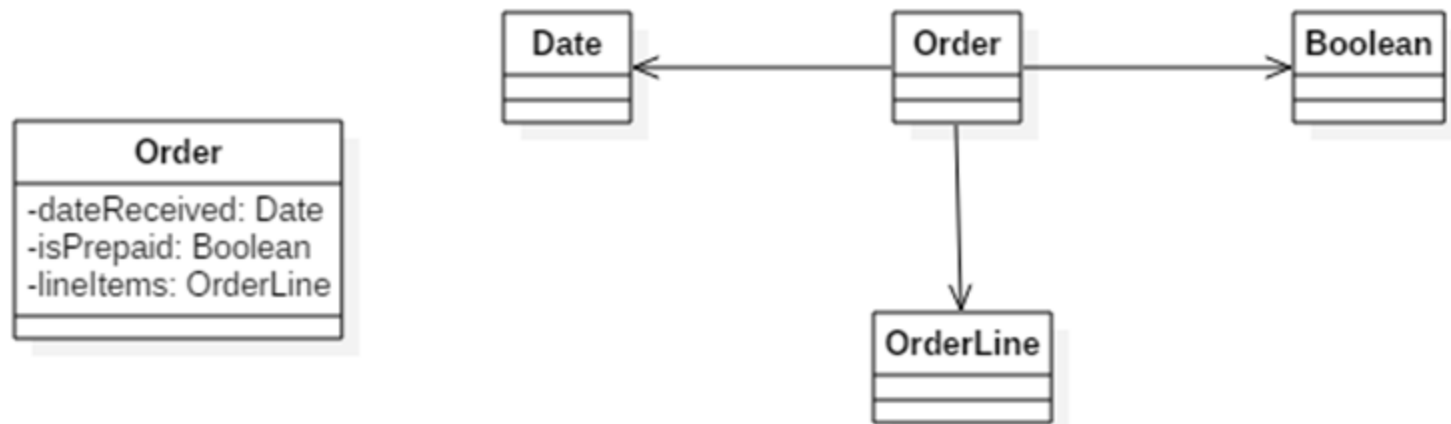 Order
-dateReceived: Date
-isPrepaid: Boolean
-lineItems: OrderLine
Date
Order
Boolean
OrderLine